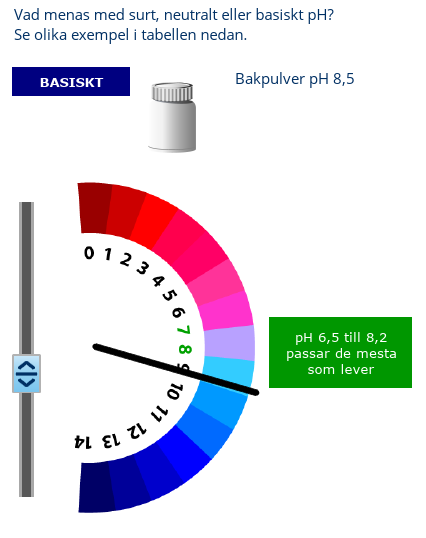 Vad menas med surt, neutralt eller basiskt pH?
Se olika exempel i tabellen nedan.
BASISKT
Bakpulver pH 8,5
0
1
2
3
4
5
6
7
8
9
10
11
12
13
14
pH 6,5 till 8,2
passar de mesta
som lever